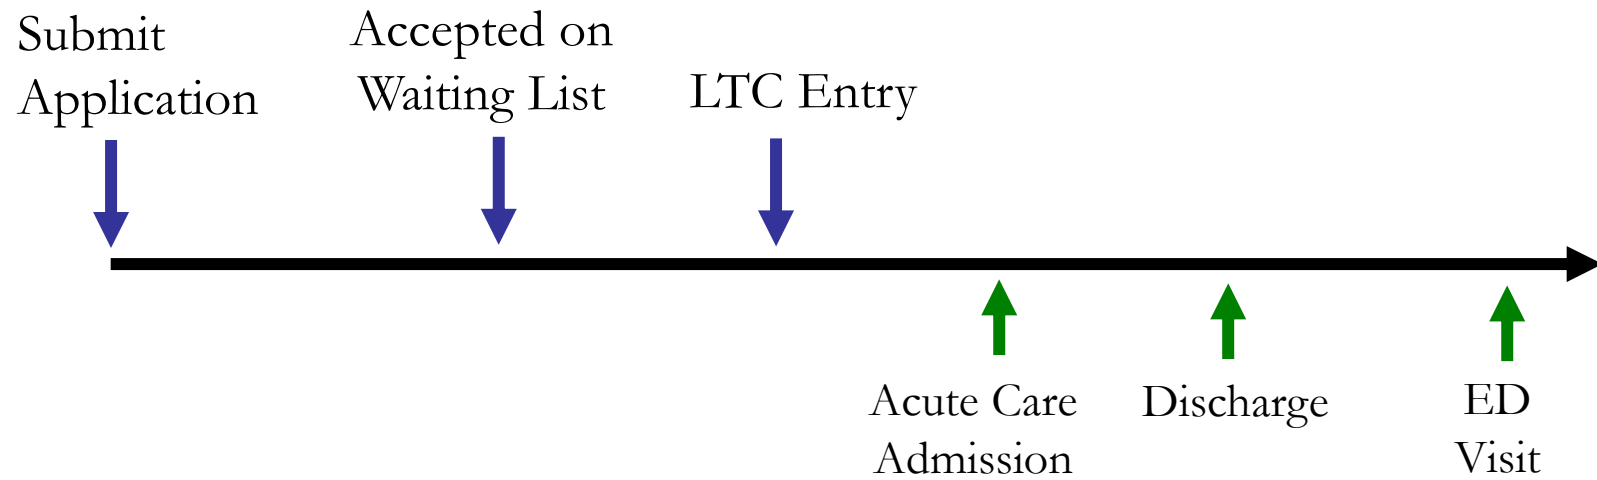 Submit
Application
Accepted on
Waiting List
LTC Entry
Acute Care
Admission
Discharge
ED
Visit